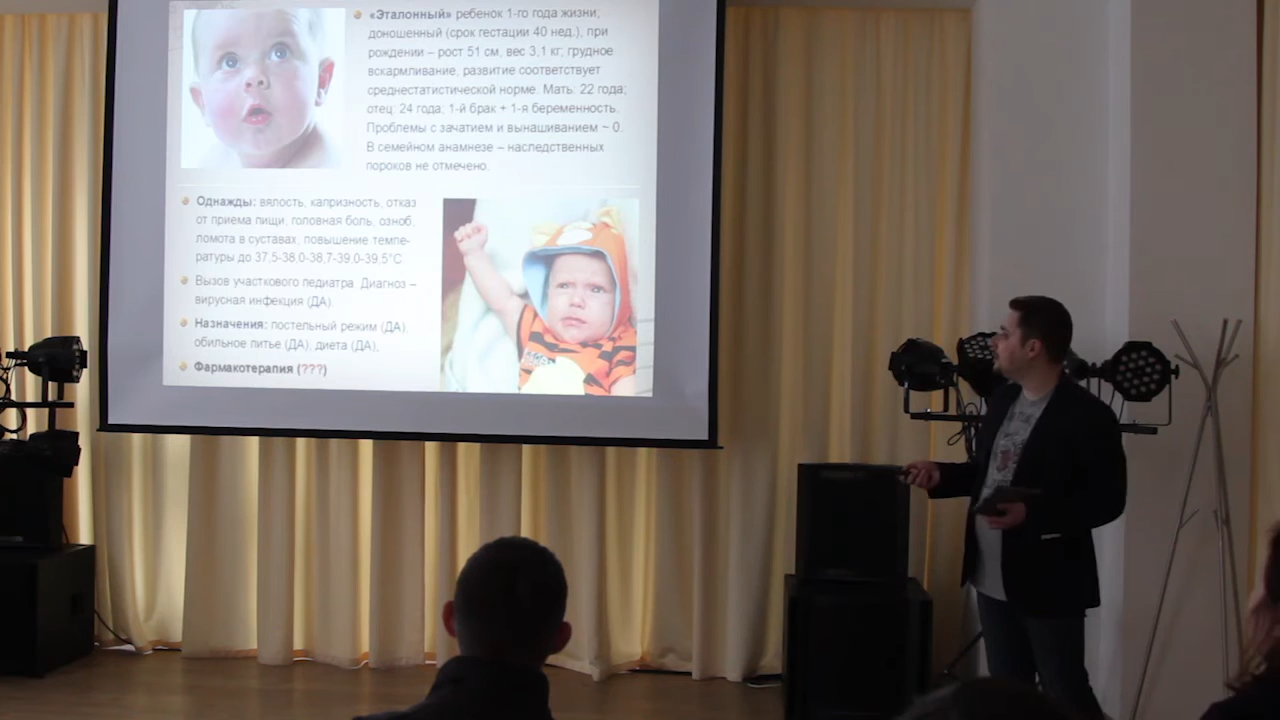 «Эталонный» ребенок 1-го года жизни;
доношенный (срок гестации 40 нед.), при
рождении – рост 51 см, вес 3,1 кг; грудное
вскармливание, развитие соответствует
среднестатистической норме. Мать: 22 года;
отец: 24 года; 1-й брак + 1-я беременность.
Проблемы с зачатием и вынашиванием ~ 0.
В семейном анамнезе – наследственных
пороков не отмечено.
Однажды: вялость, капризность, отказ
от приема пищи, головная боль, озноб,
ломота в суставах, повышение темпе-
ратуры до 37,5-38.0-38,7-39.0-39,5°С
Вызов участкового педиатра. Диагноз –
вирусная инфекция (ДА).
Назначения: постельный режим (ДА)
обильное питье (ДА), диета (ДА),
Фармакотерапия (???)